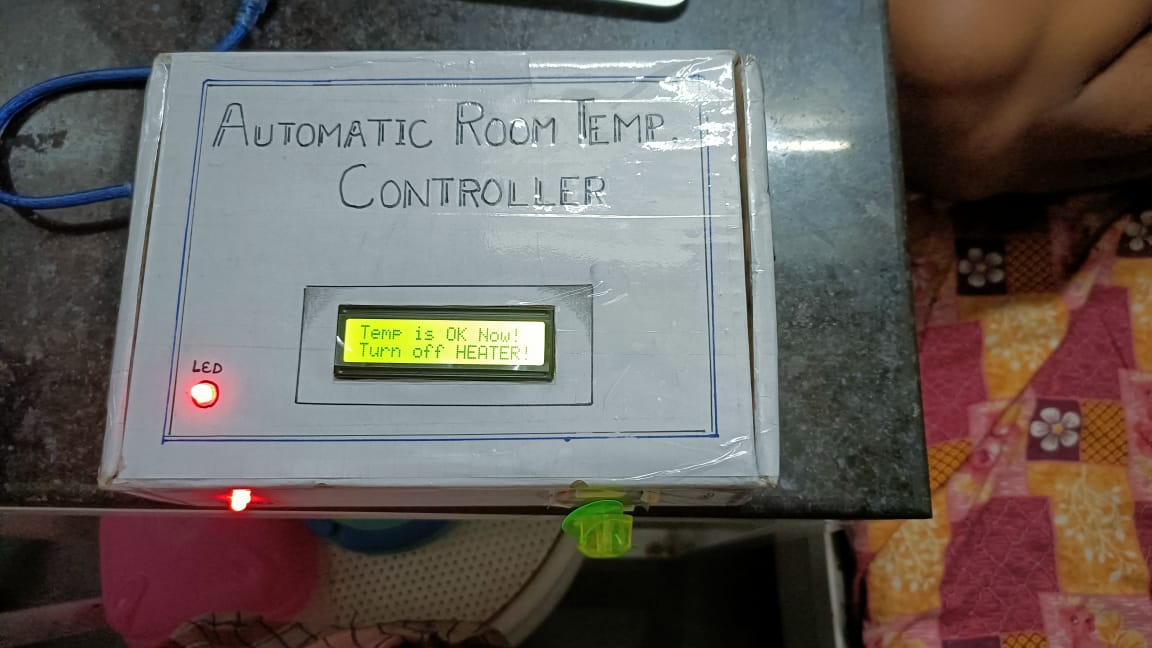 AUTOMATIC ROOM TEMP.
CONTROLLER
Temp is OK Now!
Turn off HEATER!
LED